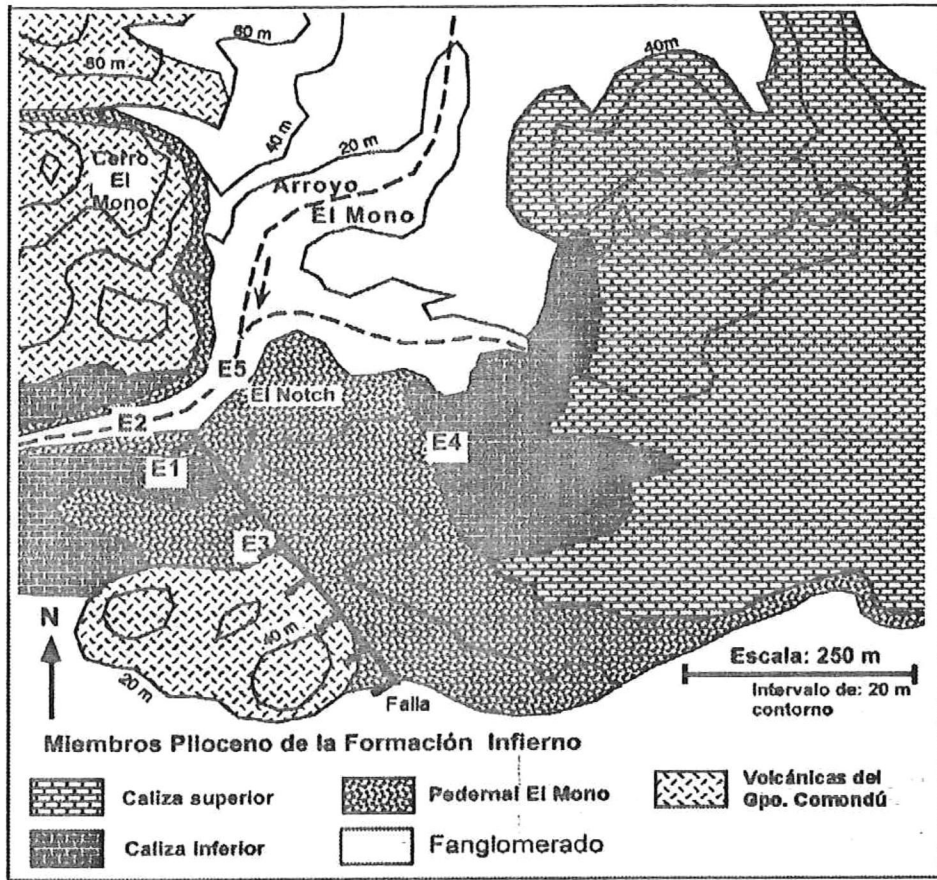 60 m
60 m
40m
40 m
20 m
Cerro
El
Mono
Arroyo
El Mono
E5
El Notch
E2
E1
E4
E3
N
40 m
20 m
Falla
Escala: 250 m
Intervalo de: 20 m
contorno
Miembros Plioceno de la Formación Infierno
Caliza superior
Pedernal El Mono
Volcánicas del
Gpo. Comondú
Caliza inferior
Fanglomerado